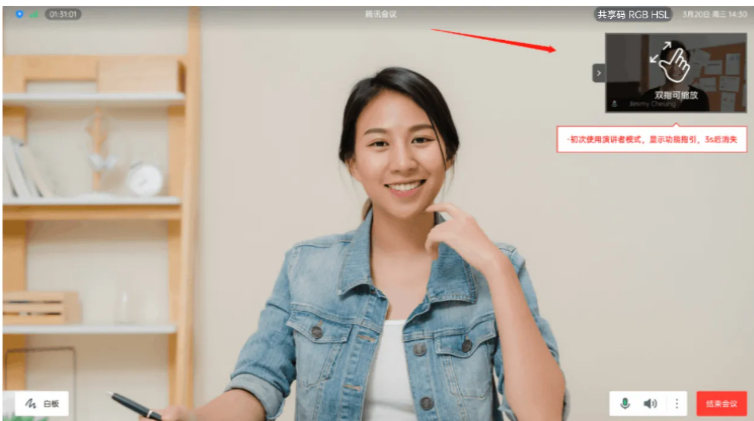 01:31:01
腾讯会议
共享码 RGB HSL
3月20日 周三 14:30
双指可缩放
Jimmy Cheung
-初次使用演讲者模式，显示功能指引，3s后消失
白板
结束会议